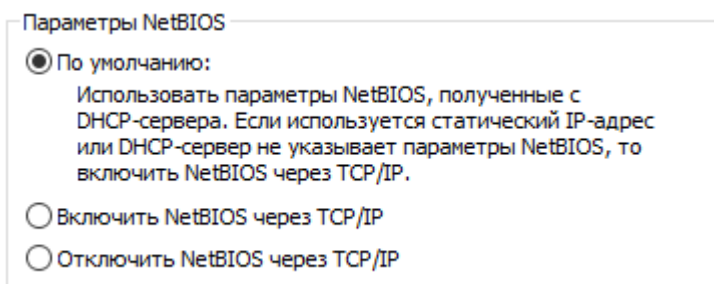 Параметры NetBIOS
По умолчанию:
Использовать параметры NetBIOS, полученные с
DHCP-сервера. Если используется статический IP-адрес
или DHCP-сервер не указывает параметры NetBIOS, то
включить NetBIOS через TCP/IP.
Включить NetBIOS через TCP/IP
Отключить NetBIOS через TCP/IP